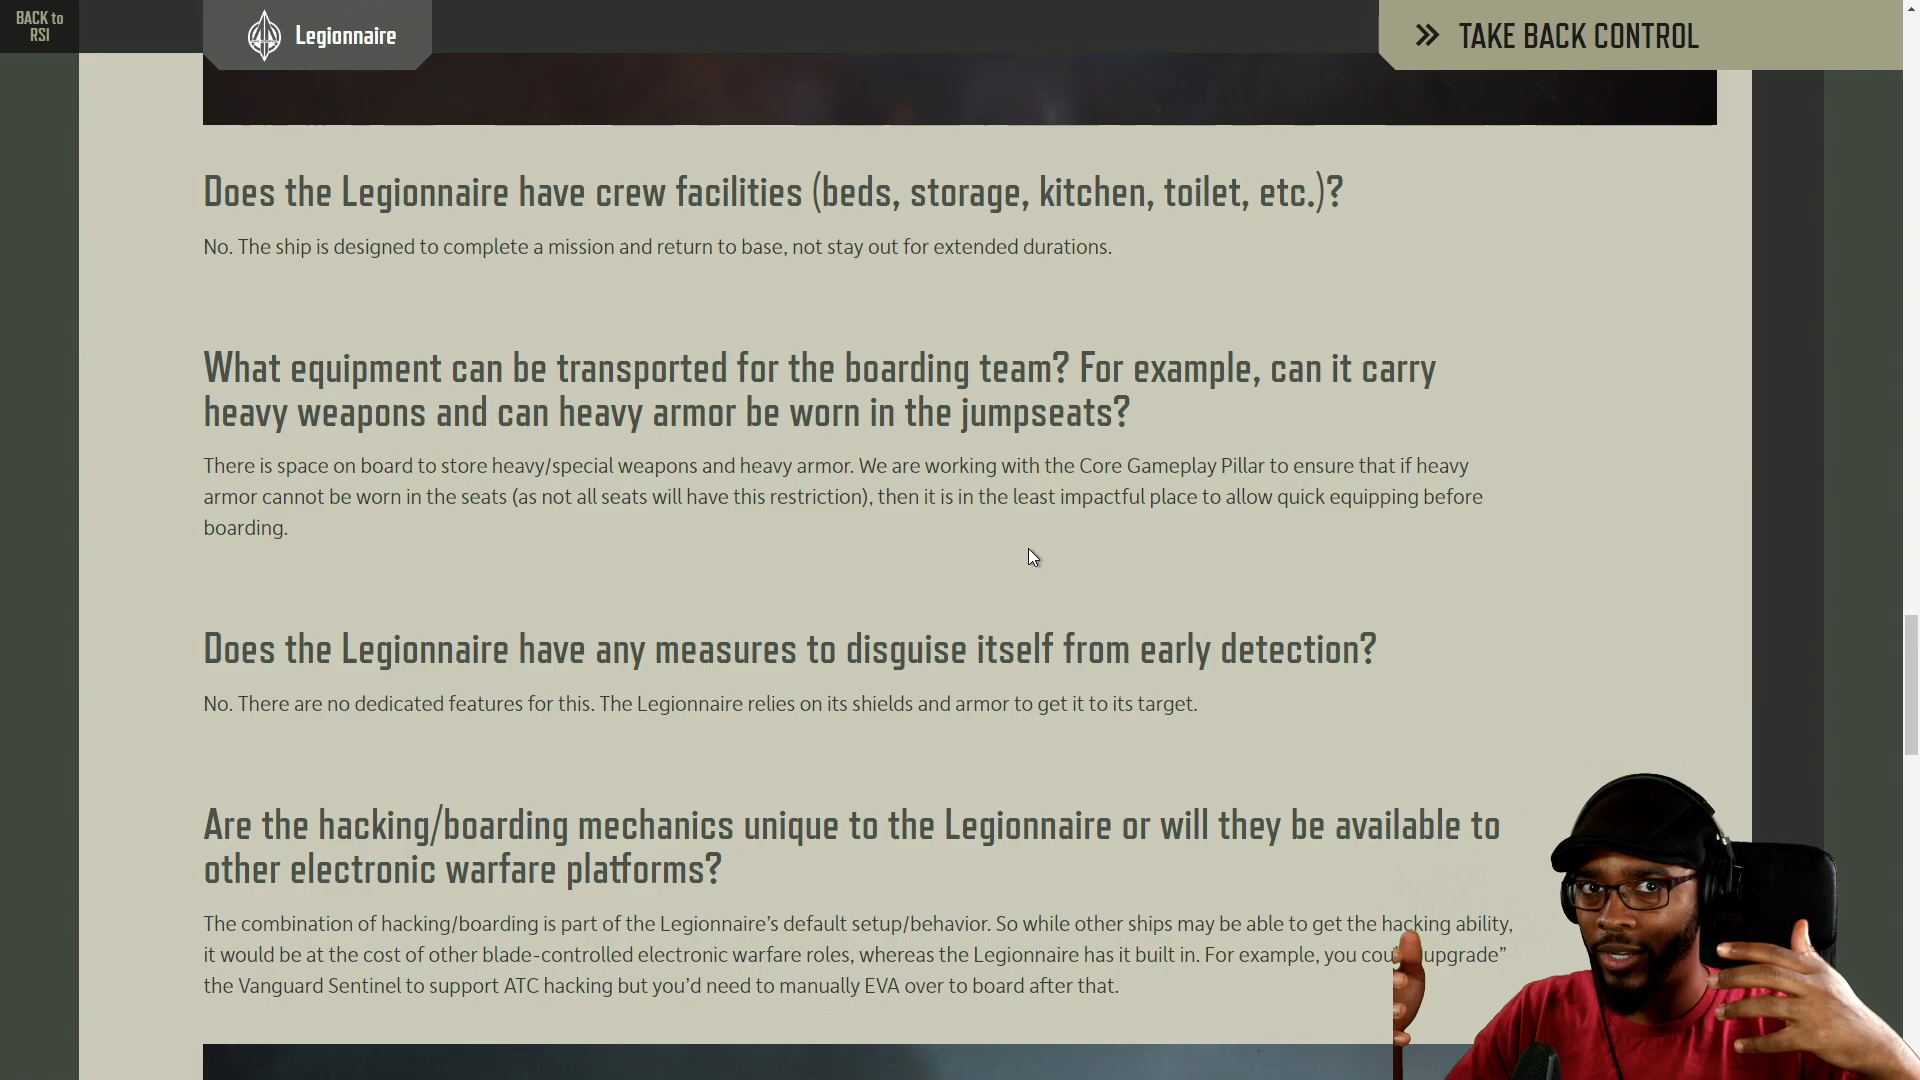 BACK to
RSI
Legionnaire
TAKE BACK CONTROL
Does the Legionnaire have crew facilities (beds, storage, kitchen, toilet, etc.)?
No. The ship is designed to complete a mission and return to base, not stay out for extended durations.
What equipment can be transported for the boarding team? For example, can it carry
heavy weapons and can heavy armor be worn in the jumpseats?
There is space on board to store heavy/special weapons and heavy armor. We are working with the Core Gameplay Pillar to ensure that if heavy
armor cannot be worn in the seats (as not all seats will have this restriction), then it is in the least impactful place to allow quick equipping before
boarding.
Does the Legionnaire have any measures to disguise itself from early detection?
No. There are no dedicated features for this. The Legionnaire relies on its shields and armor to get it to its target.
Are the hacking/boarding mechanics unique to the Legionnaire or will they be available to
other electronic warfare platforms?
The combination of hacking/boarding is part of the Legionnaire's default setup/behavior. So while other ships may be able to get the hacking ability,
it would be at the cost of other blade-controlled electronic warfare roles, whereas the Legionnaire has it built in. For example, you upgrade”
the Vanguard Sentinel to support ATC hacking but you'd need to manually EVA over to board after that.